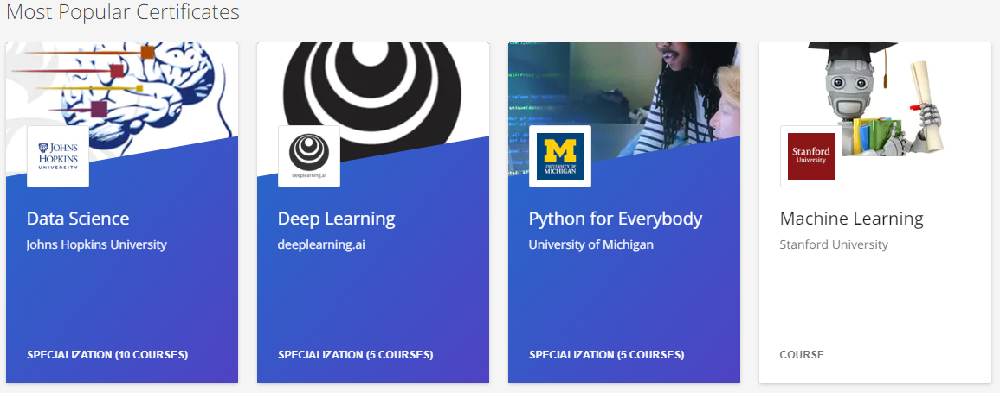 Most Popular Certificates
JOHNS
HOPKINS
UNIVERSITY
Data Science
Johns Hopkins University
SPECIALIZATION (10 COURSES)
deeplearning.ai
Deep Learning
deeplearning.ai
SPECIALIZATION (5 COURSES)
M
UNIVERSITY OF
MICHIGAN
Python for Everybody
University of Michigan
SPECIALIZATION (5 COURSES)
Stanford
University
Machine Learning
Stanford University
COURSE